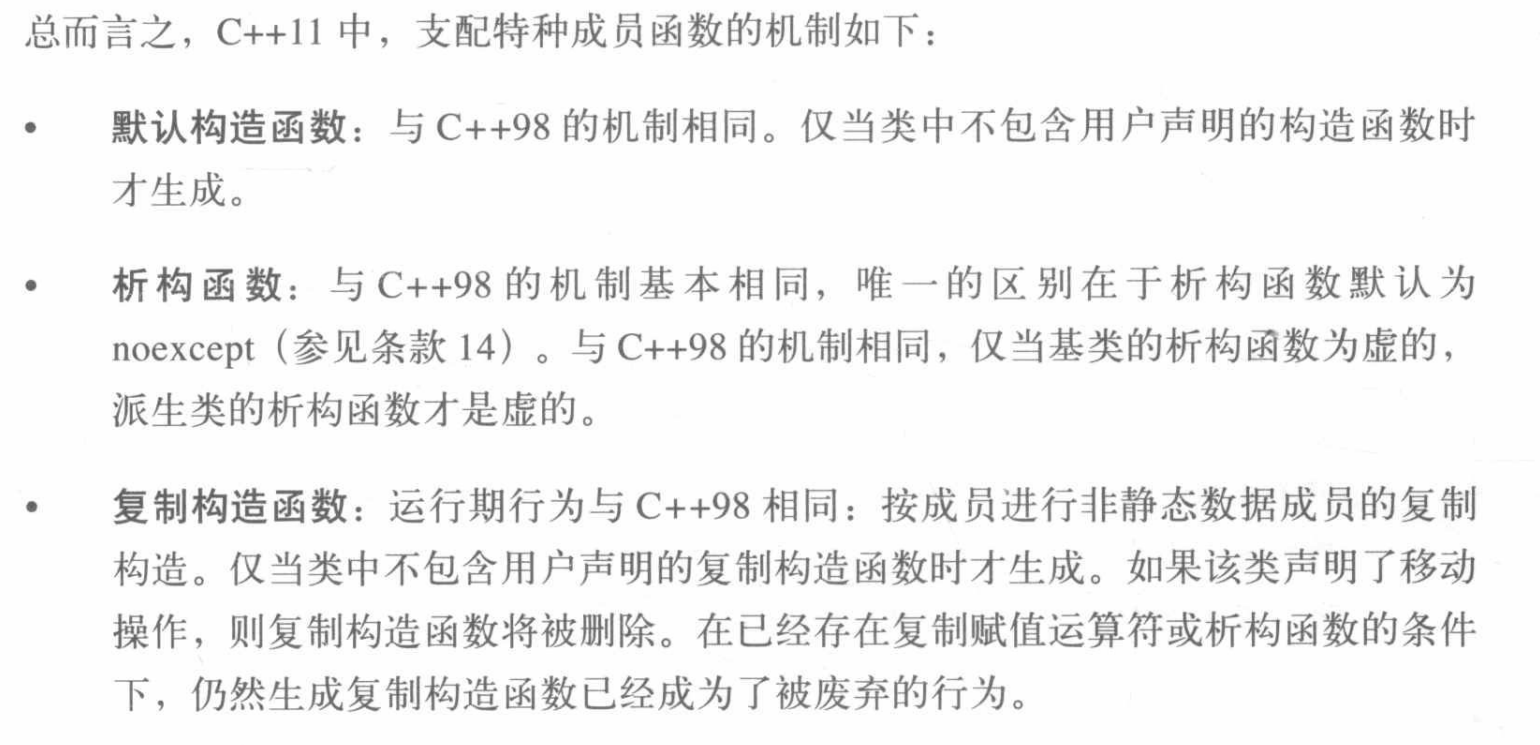 总而言之，C++11 中，支配特种成员函数的机制如下：
• 默认构造函数：与 C++98 的机制相同。仅当类中不包含用户声明的构造函数时
才生成。
• 析构函数：与 C++98 的机制基本相同，唯一的区别在于析构函数默认为
noexcept（参见条款 14）。与 C++98 的机制相同，仅当基类的析构函数为虚的，
派生类的析构函数才是虚的。
• 复制构造函数：运行期行为与 C++98 相同：按成员进行非静态数据成员的复制
构造。仅当类中不包含用户声明的复制构造函数时才生成。如果该类声明了移动
操作，则复制构造函数将被删除。在已经存在复制赋值运算符或析构函数的条件
下，仍然生成复制构造函数已经成为了被废弃的行为。